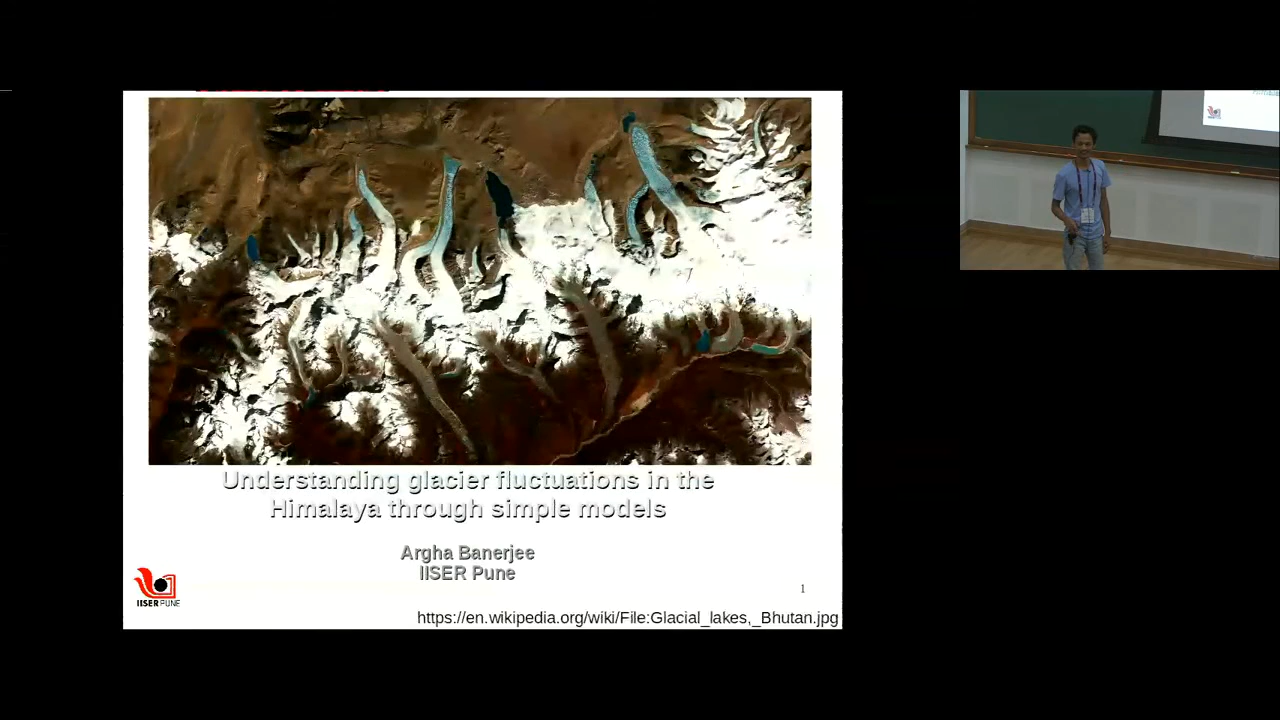 Understanding glacier fluctuations in the
Himalaya through simple models
Argha Banerjee
IISER Pune
IISER PUNE
1
https://en.wikipedia.org/wiki/File:Glacial_lakes,_Bhutan.jpg